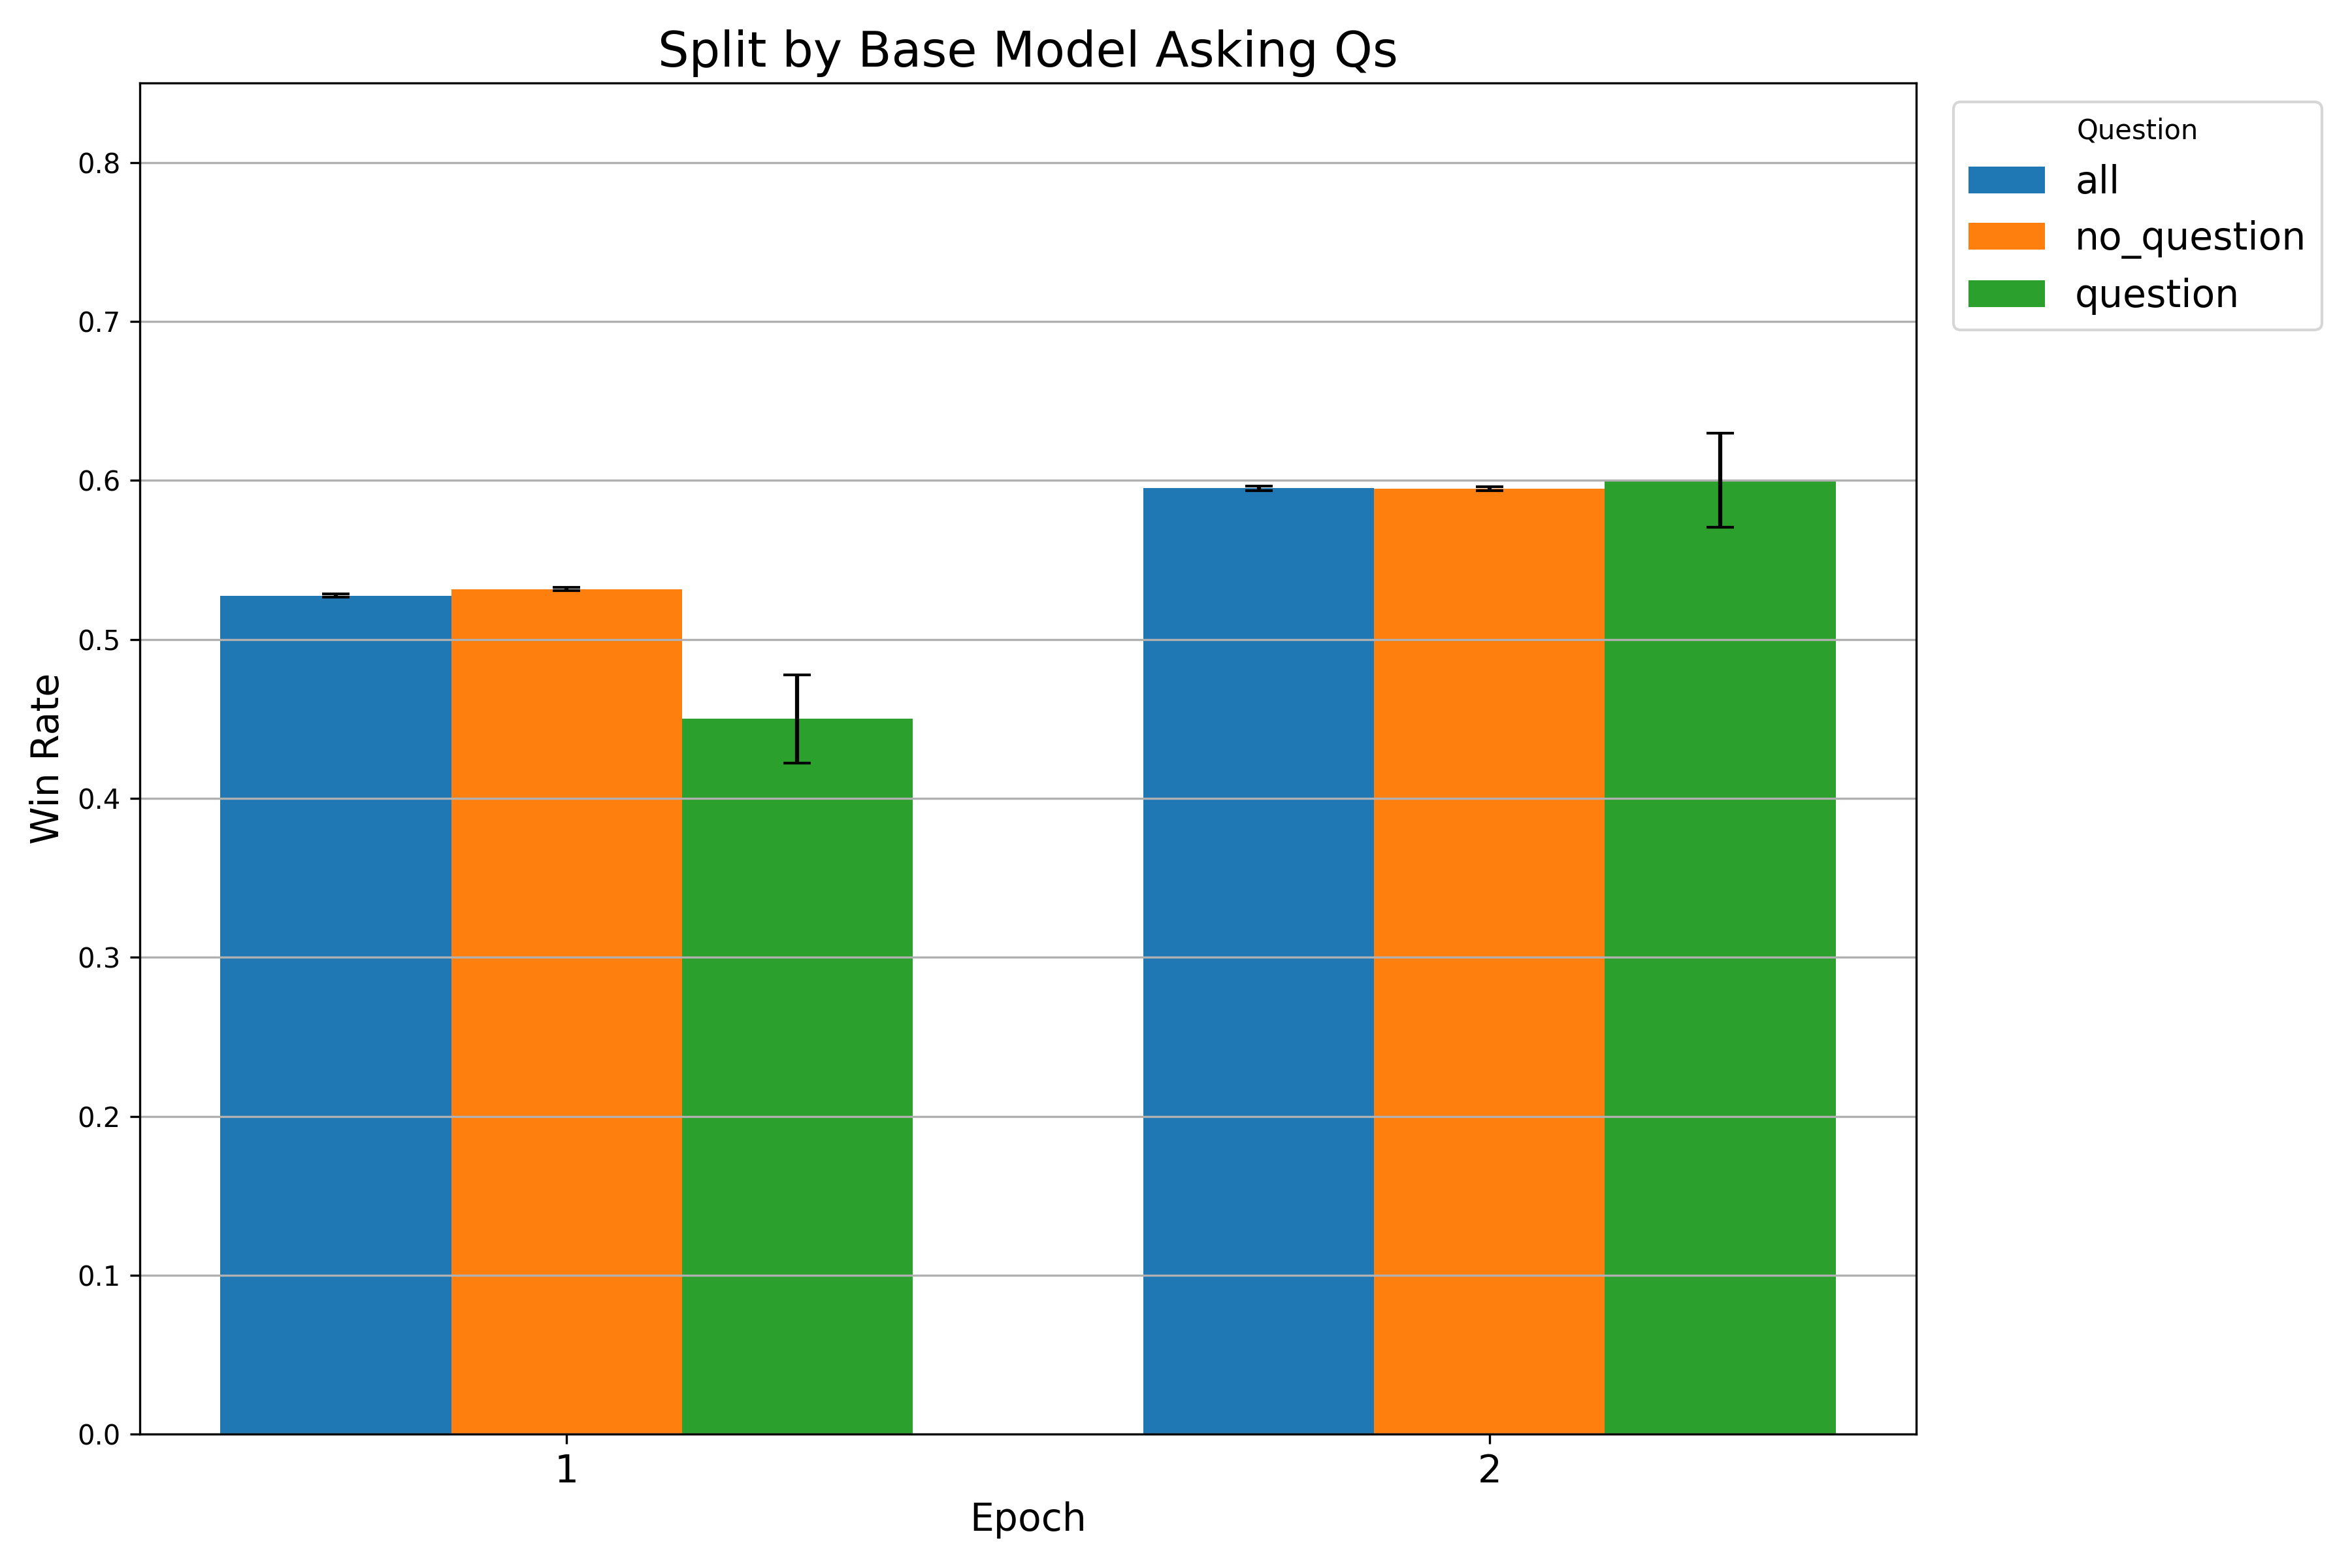 Split by Base Model Asking Qs
Question
all
no_question
question
Win Rate
0.8
0.7
0.6
0.5
0.4
0.3
0.2
0.1
0.0
1
2
Epoch